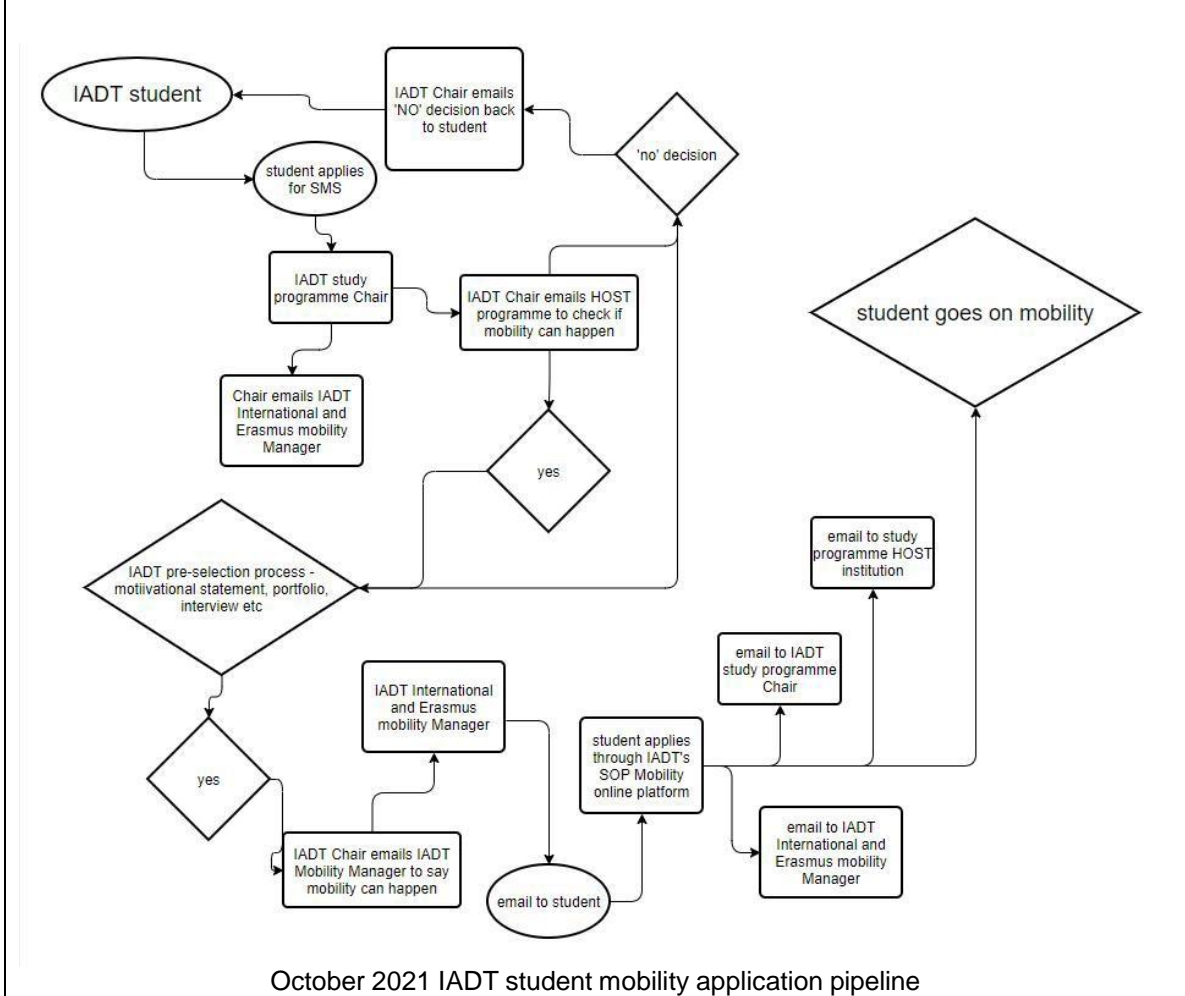 IADT student
IADT Chair emails
'NO' decision back
to student
'no' decision
student applies
for SMS
IADT study
programme Chair
IADT Chair emails HOST
programme to check if
mobility can happen
student goes on mobility
Chair emails IADT
International and
Erasmus mobility
Manager
yes
IADT pre-selection process -
motiivational statement, portfolio,
interview etc
email to study
programme HOST
institution
email to IADT
study programme
Chair
IADT International
and Erasmus
mobility Manager
student applies
through IADT's
SOP Mobility
online platform
yes
IADT Chair emails IADT
Mobility Manager to say
mobility can happen
email to IADT
International and
Erasmus mobility
Manager
email to student
October 2021 IADT student mobility application pipeline